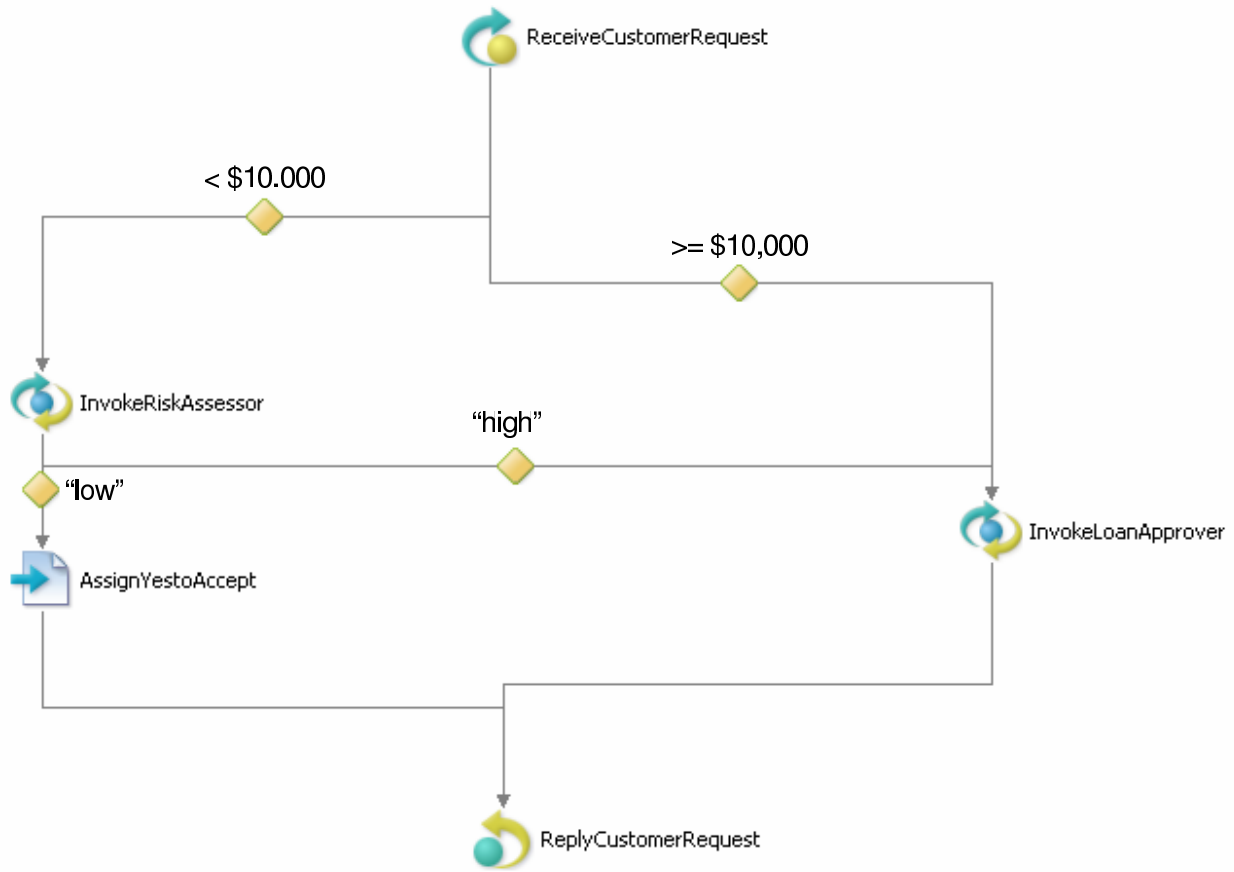 ReceiveCustomerRequest
< $10.000
>= $10,000
InvokeRiskAssessor
“high”
“low”
InvokeLoanApprover
AssignYestoAccept
ReplyCustomerRequest